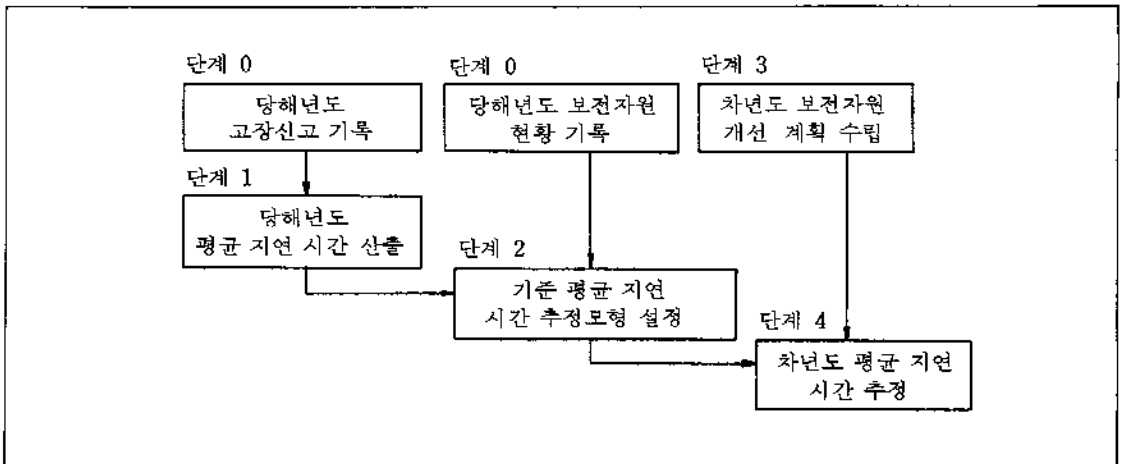 단계 0
단계 0
단계 3
당해년도
고장신고 기록
당해년도 보전자원
현황 기록
차년도 보전자원
개선 계획 수립
단계 1
당해년도
평균 지연 시간 산출
단계 2
기준 평균 지연
시간 추정모형 설정
단계 4
차년도 평균 지연
시간 추정